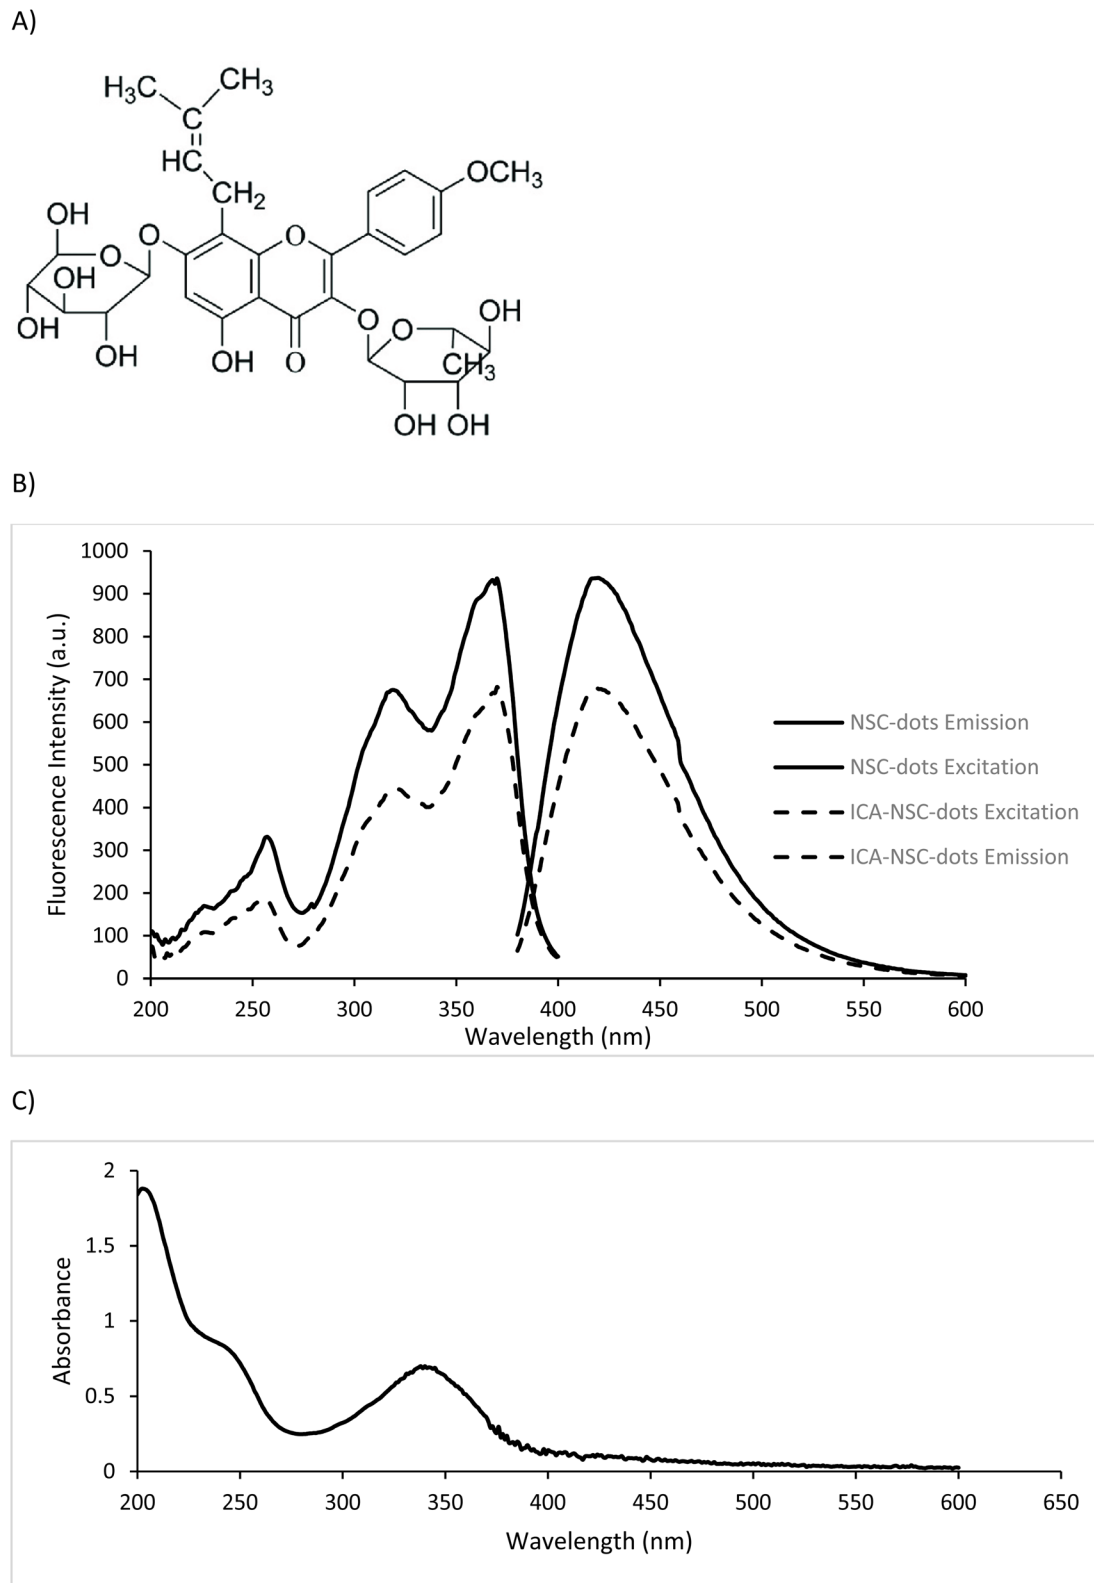 A)
H₃C CH₃
C
HC
CH₂
OCH₃
OH
O O
O
OH
OH
O
O OH
OH OH O CH₃
OH OH
B)
1000
900
800
700
600
500
400
300
200
100
0
Fluorescence Intensity (a.u.)
NSC-dots Emission
NSC-dots Excitation
ICA-NSC-dots Excitation
ICA-NSC-dots Emission
200 250 300 350 400 450 500 550 600
Wavelength (nm)
C)
2
1.5
1
0.5
0
Absorbance
200 250 300 350 400 450 500 550 600 650
Wavelength (nm)